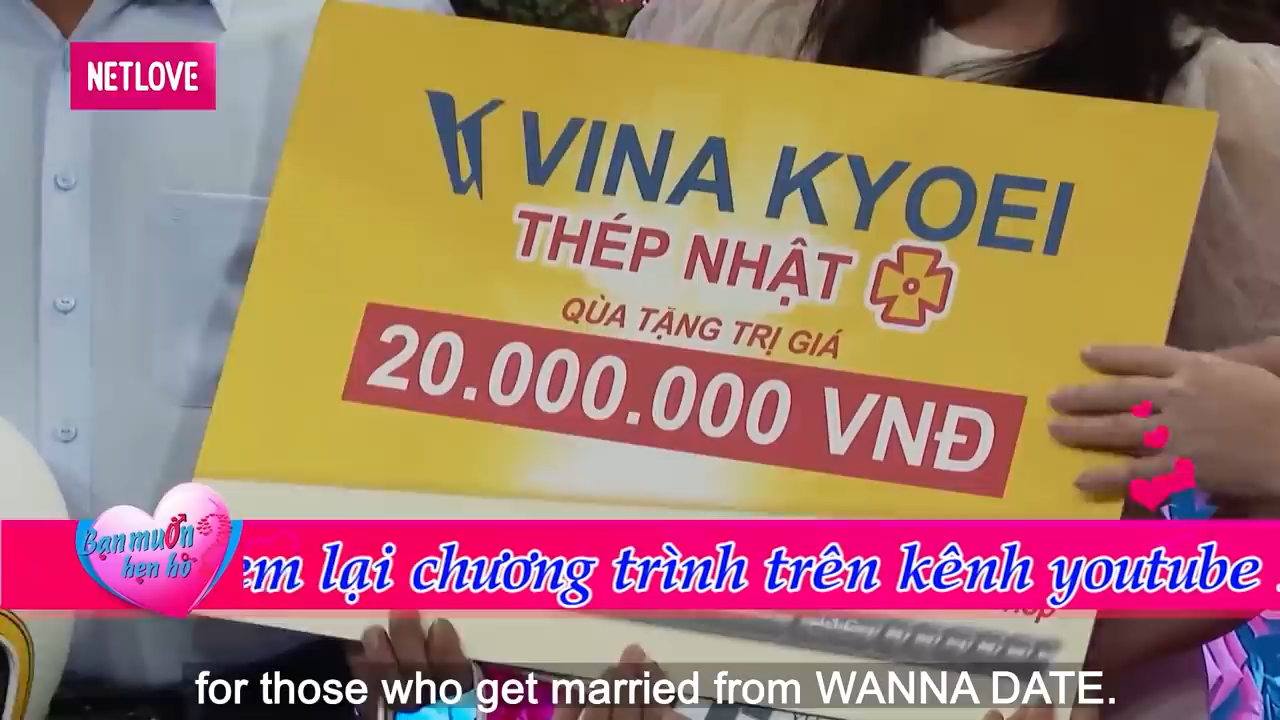 NETLOVE
VINA KYOEI
THÉP NHẬT
QÙA TẶNG TRỊ GIÁ
20.000.000 VNĐ
Bạn muốn
hẹn hò
em lại chương trình trên kênh youtube
for those who get married from WANNA DATE.